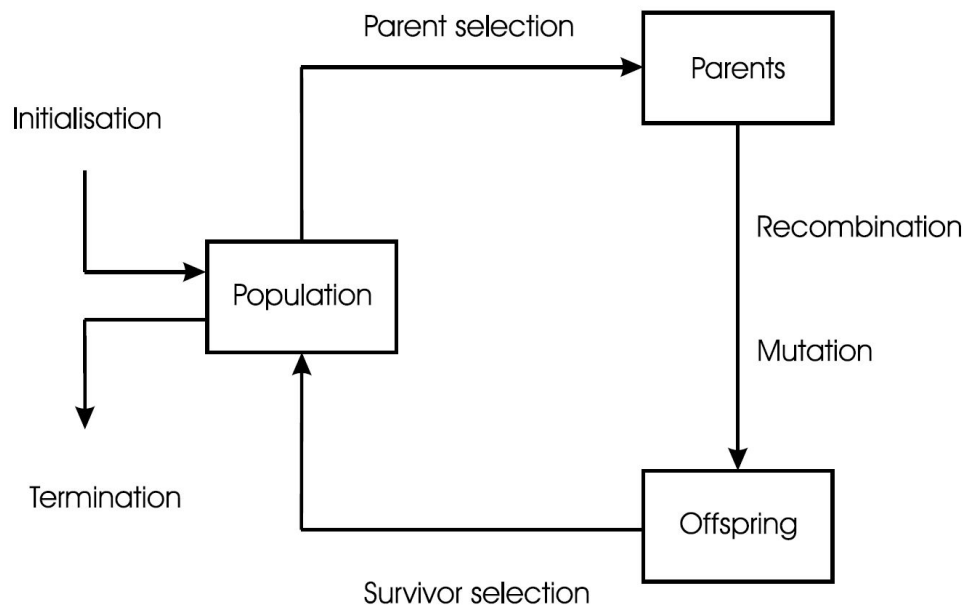 Parent selection
Parents
Initialisation
Recombination
Population
Mutation
Termination
Offspring
Survivor selection